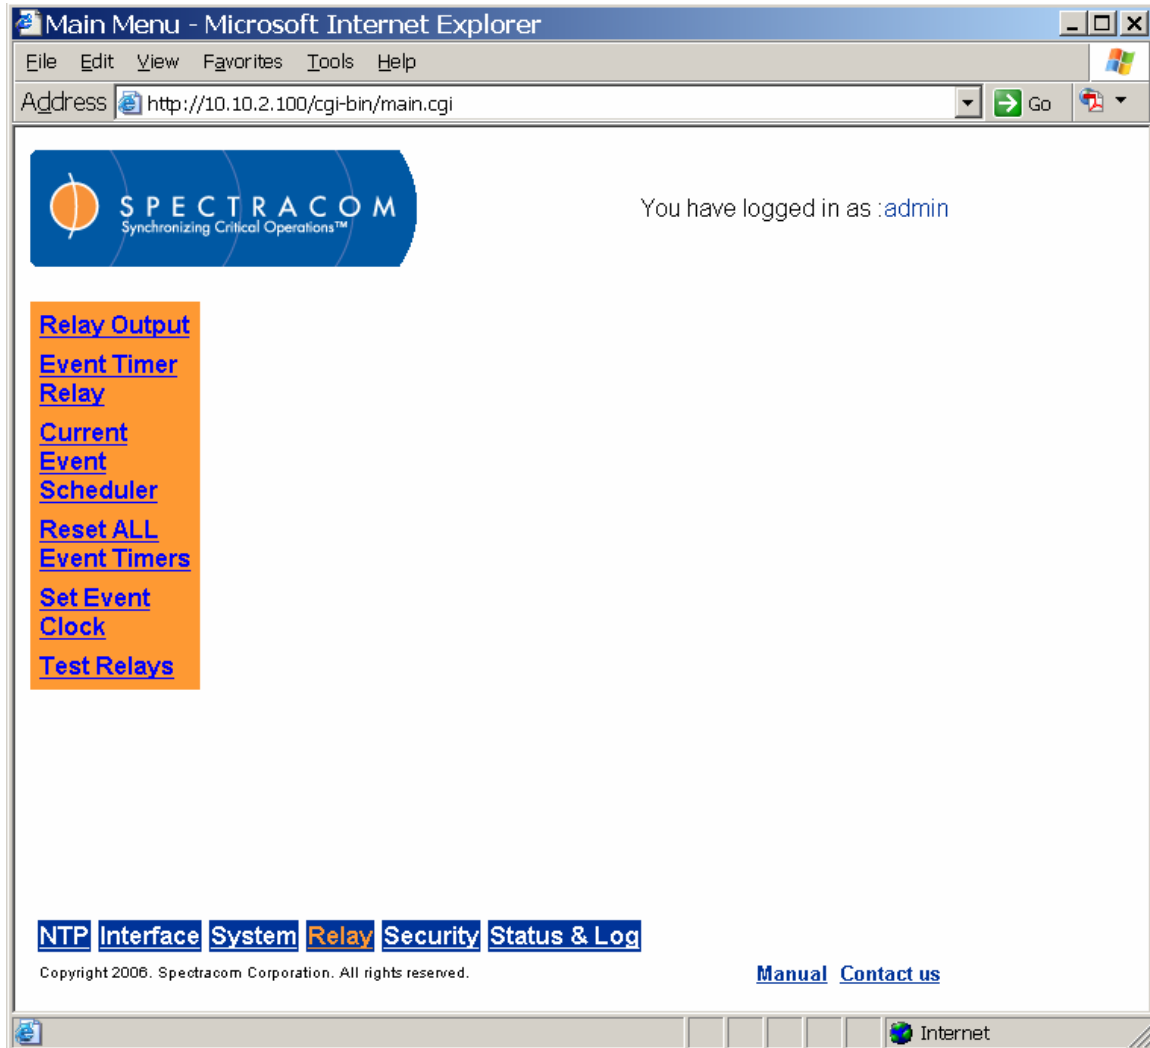 Main Menu - Microsoft Internet Explorer
File Edit View Favorites Tools Help
Address http://10.10.2.100/cgi-bin/main.cgi Go
SPECTRACOM
Synchronizing Critical Operations™
You have logged in as :admin
Relay Output
Event Timer
Relay
Current
Event
Scheduler
Reset ALL
Event Timers
Set Event
Clock
Test Relays
NTP Interface System Relay Security Status & Log
Copyright 2006. Spectracom Corporation. All rights reserved.
Manual Contact us
Internet